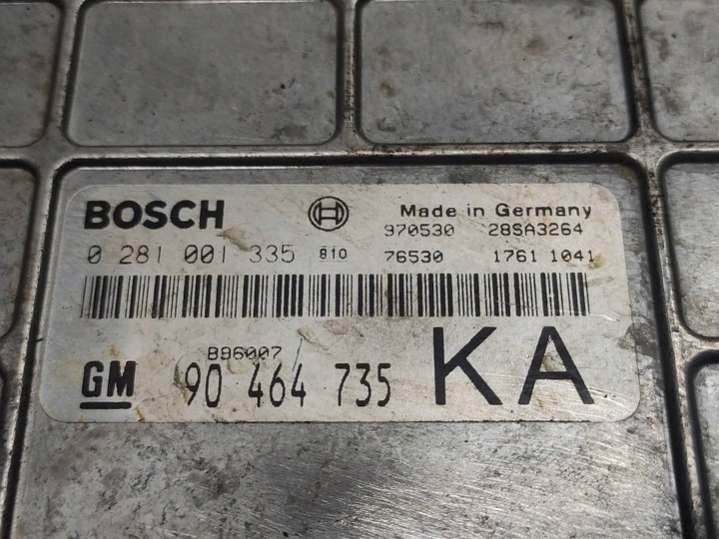 BOSCH Made in Germany
970530 28SA3264
0 281 001 335 810 76530 1761 1041
B96007
GM 90 464 735 KA